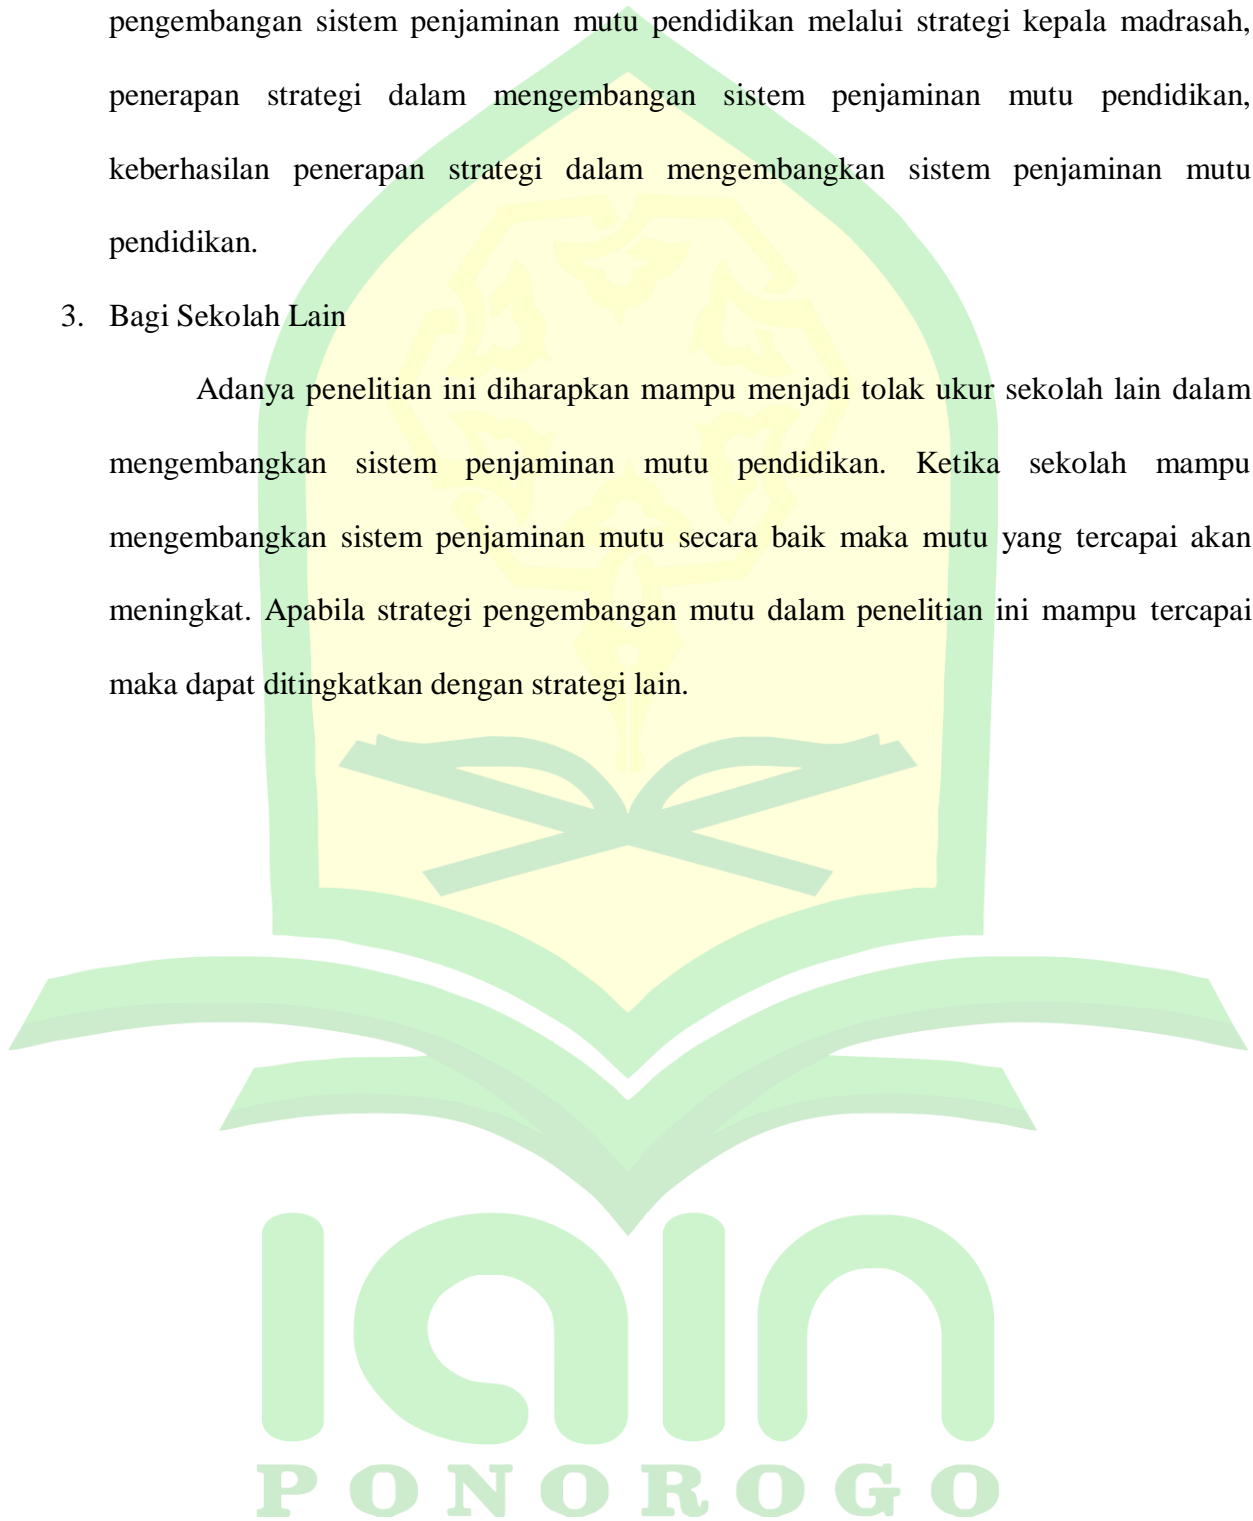 pengembangan sistem penjaminan mutu pendidikan melalui strategi kepala madrasah,
penerapan strategi dalam mengembangan sistem penjaminan mutu pendidikan,
keberhasilan penerapan strategi dalam mengembangkan sistem penjaminan mutu
pendidikan.
3. Bagi Sekolah Lain
Adanya penelitian ini diharapkan mampu menjadi tolak ukur sekolah lain dalam
mengembangkan sistem penjaminan mutu pendidikan. Ketika sekolah mampu
mengembangkan sistem penjaminan mutu secara baik maka mutu yang tercapai akan
meningkat. Apabila strategi pengembangan mutu dalam penelitian ini mampu tercapai
maka dapat ditingkatkan dengan strategi lain.
iain
PONOROGO